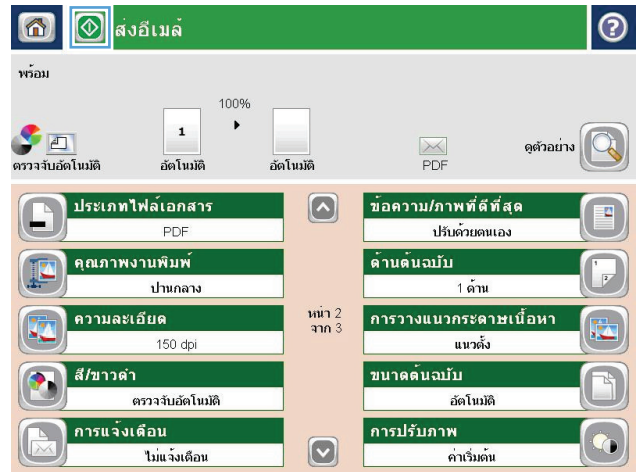 ส่งอีเมล์
?
พร้อม
100%
1
ตรวจจับอัตโนมัติ
อัตโนมัติ
อัตโนมัติ
PDF
ดูตัวอย่าง
ประเภทไฟล์เอกสาร
PDF
ข้อความ/ภาพที่ดีที่สุด
ปรับด้วยตนเอง
คุณภาพงานพิมพ์
ปานกลาง
ด้านต้นฉบับ
1 ด้าน
1
2
ความละเอียด
150 dpi
หน้า 2
จาก 3
การวางแนวกระดาษเนื้อหา
แนวตั้ง
สี/ขาวดำ
ตรวจจับอัตโนมัติ
ขนาดต้นฉบับ
อัตโนมัติ
การแจ้งเตือน
ไม่แจ้งเตือน
การปรับภาพ
ค่าเริ่มต้น